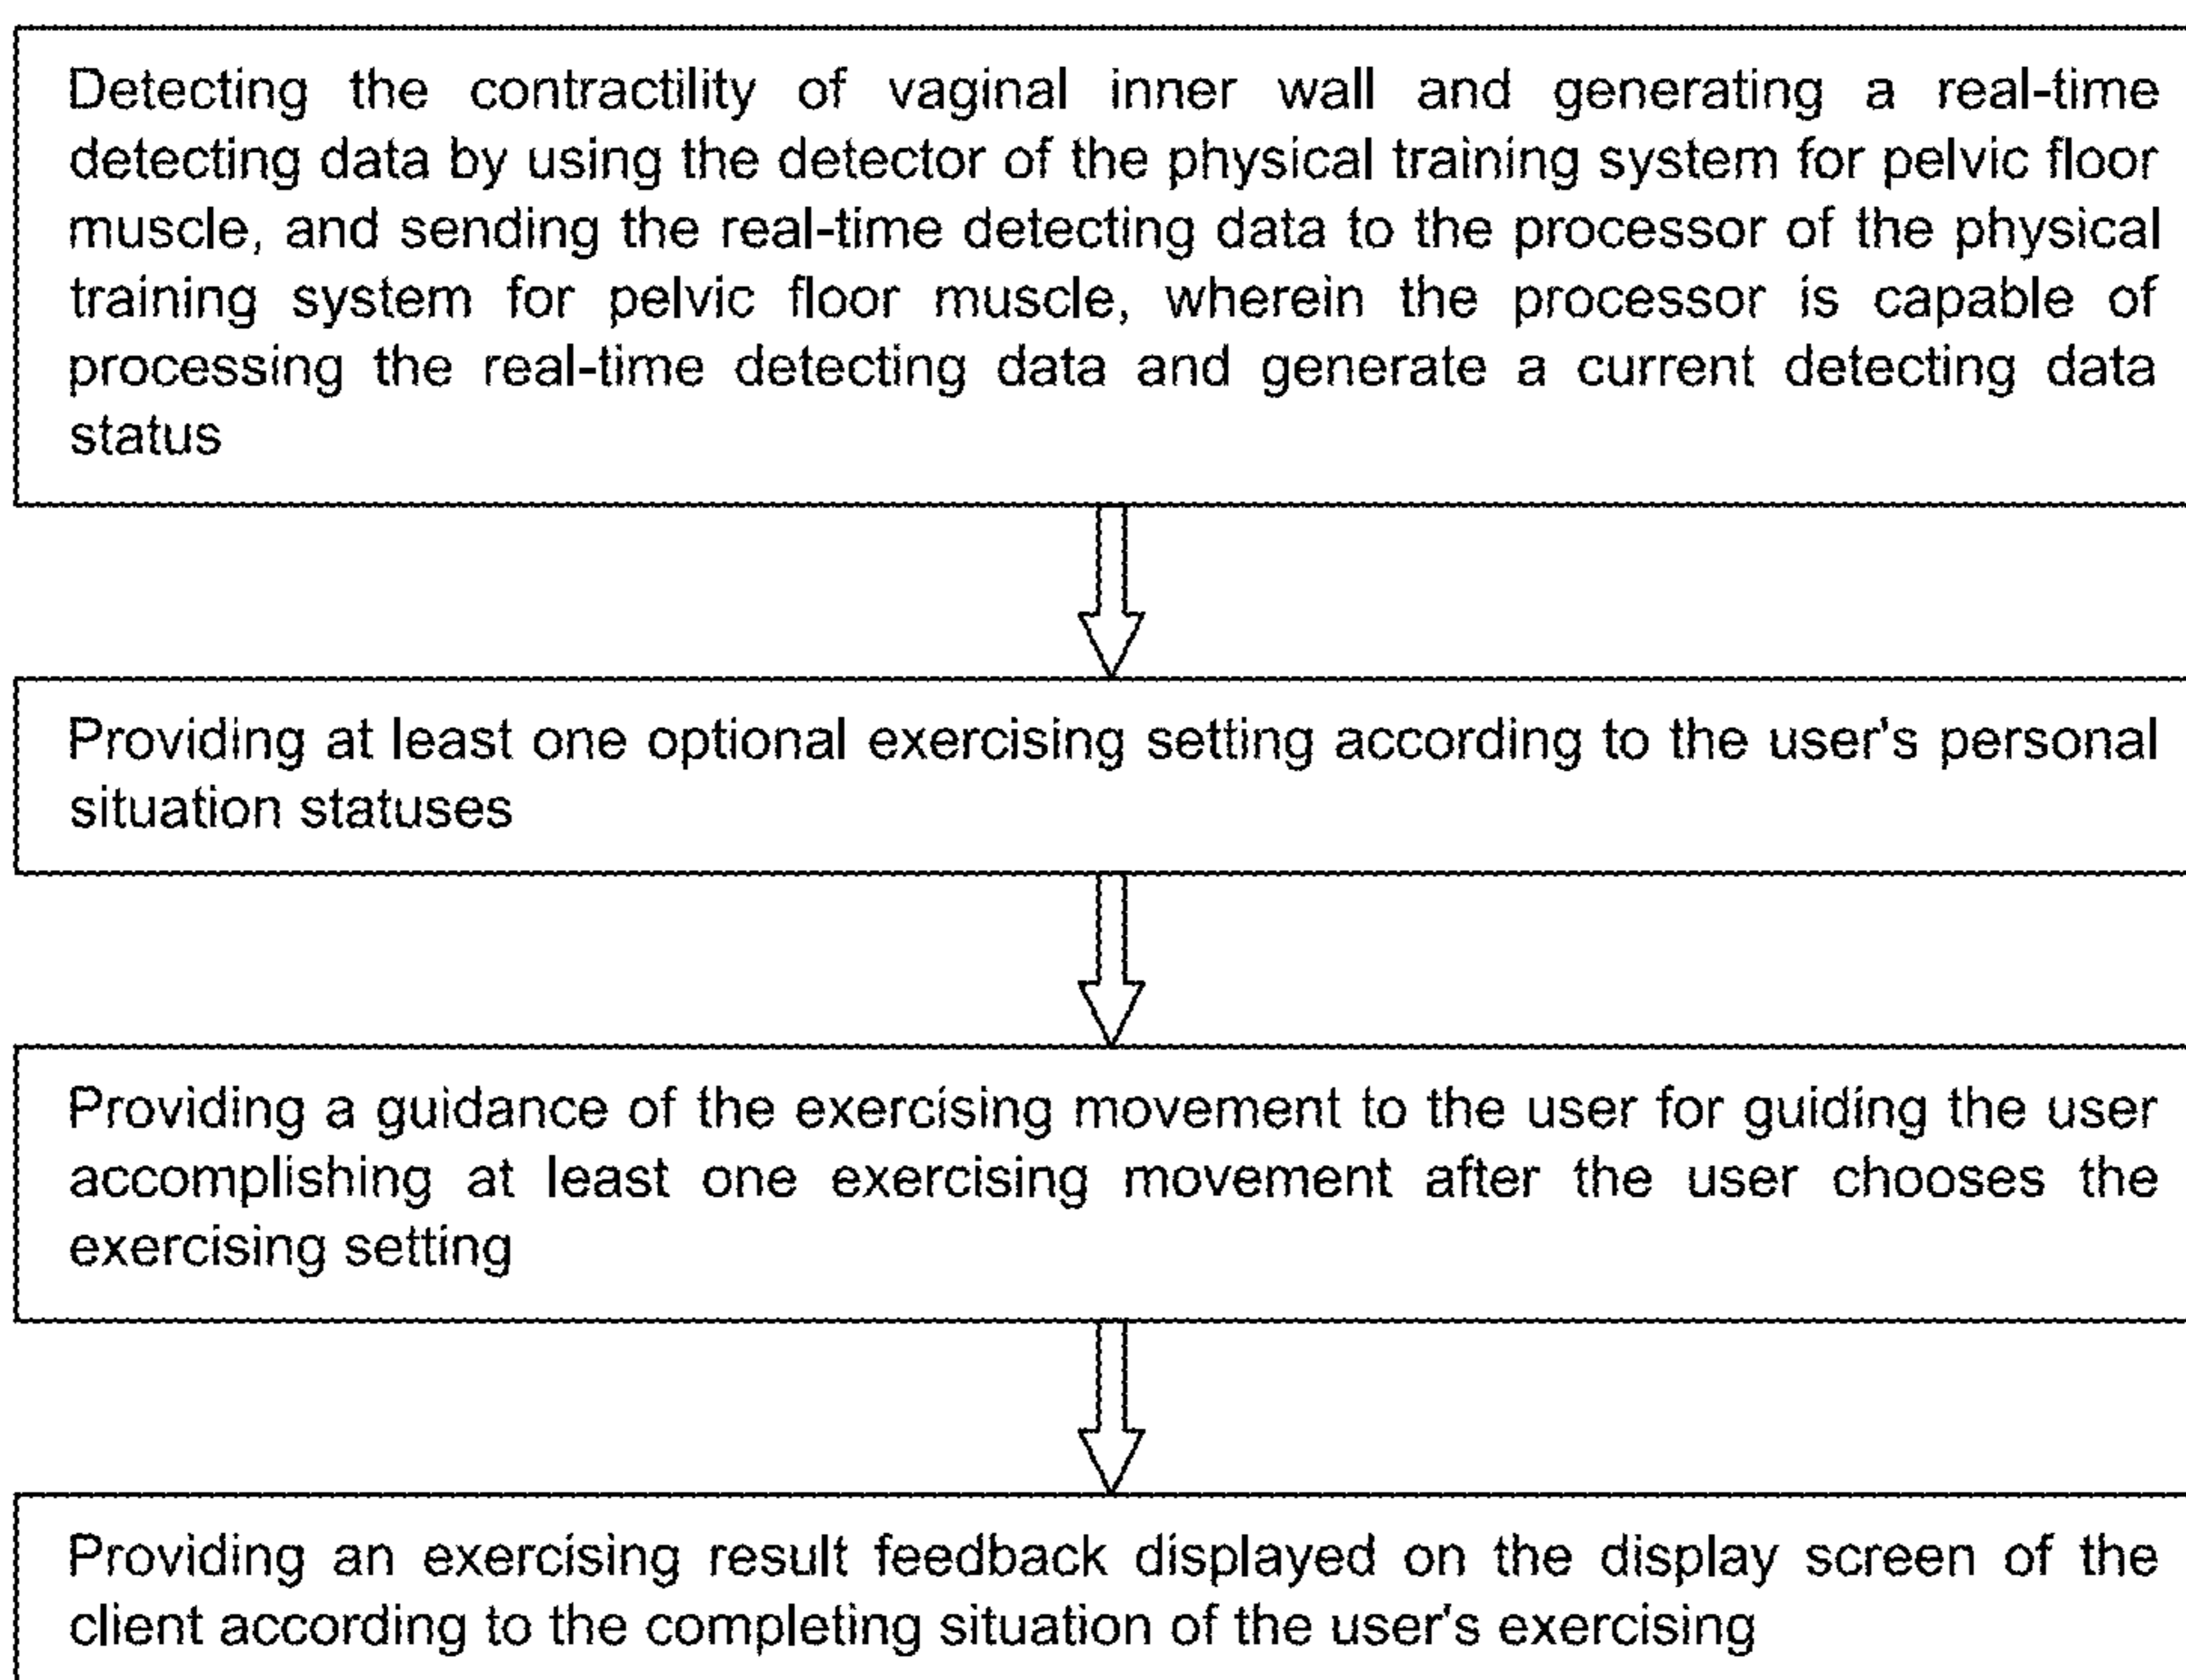 Detecting the contractility of vaginal inner wall and generating a real-time
detecting data by using the detector of the physical training system for pelvic floor
muscle, and sending the real-time detecting data to the processor of the physical
training system for pelvic floor muscle, wherein the processor is capable of
processing the real-time detecting data and generate a current detecting data
status
Providing at least one optional exercising setting according to the user's personal
situation statuses
Providing a guidance of the exercising movement to the user for guiding the user
accomplishing at least one exercising movement after the user chooses the
exercising setting
Providing an exercising result feedback displayed on the display screen of the
client according to the completing situation of the user's exercising